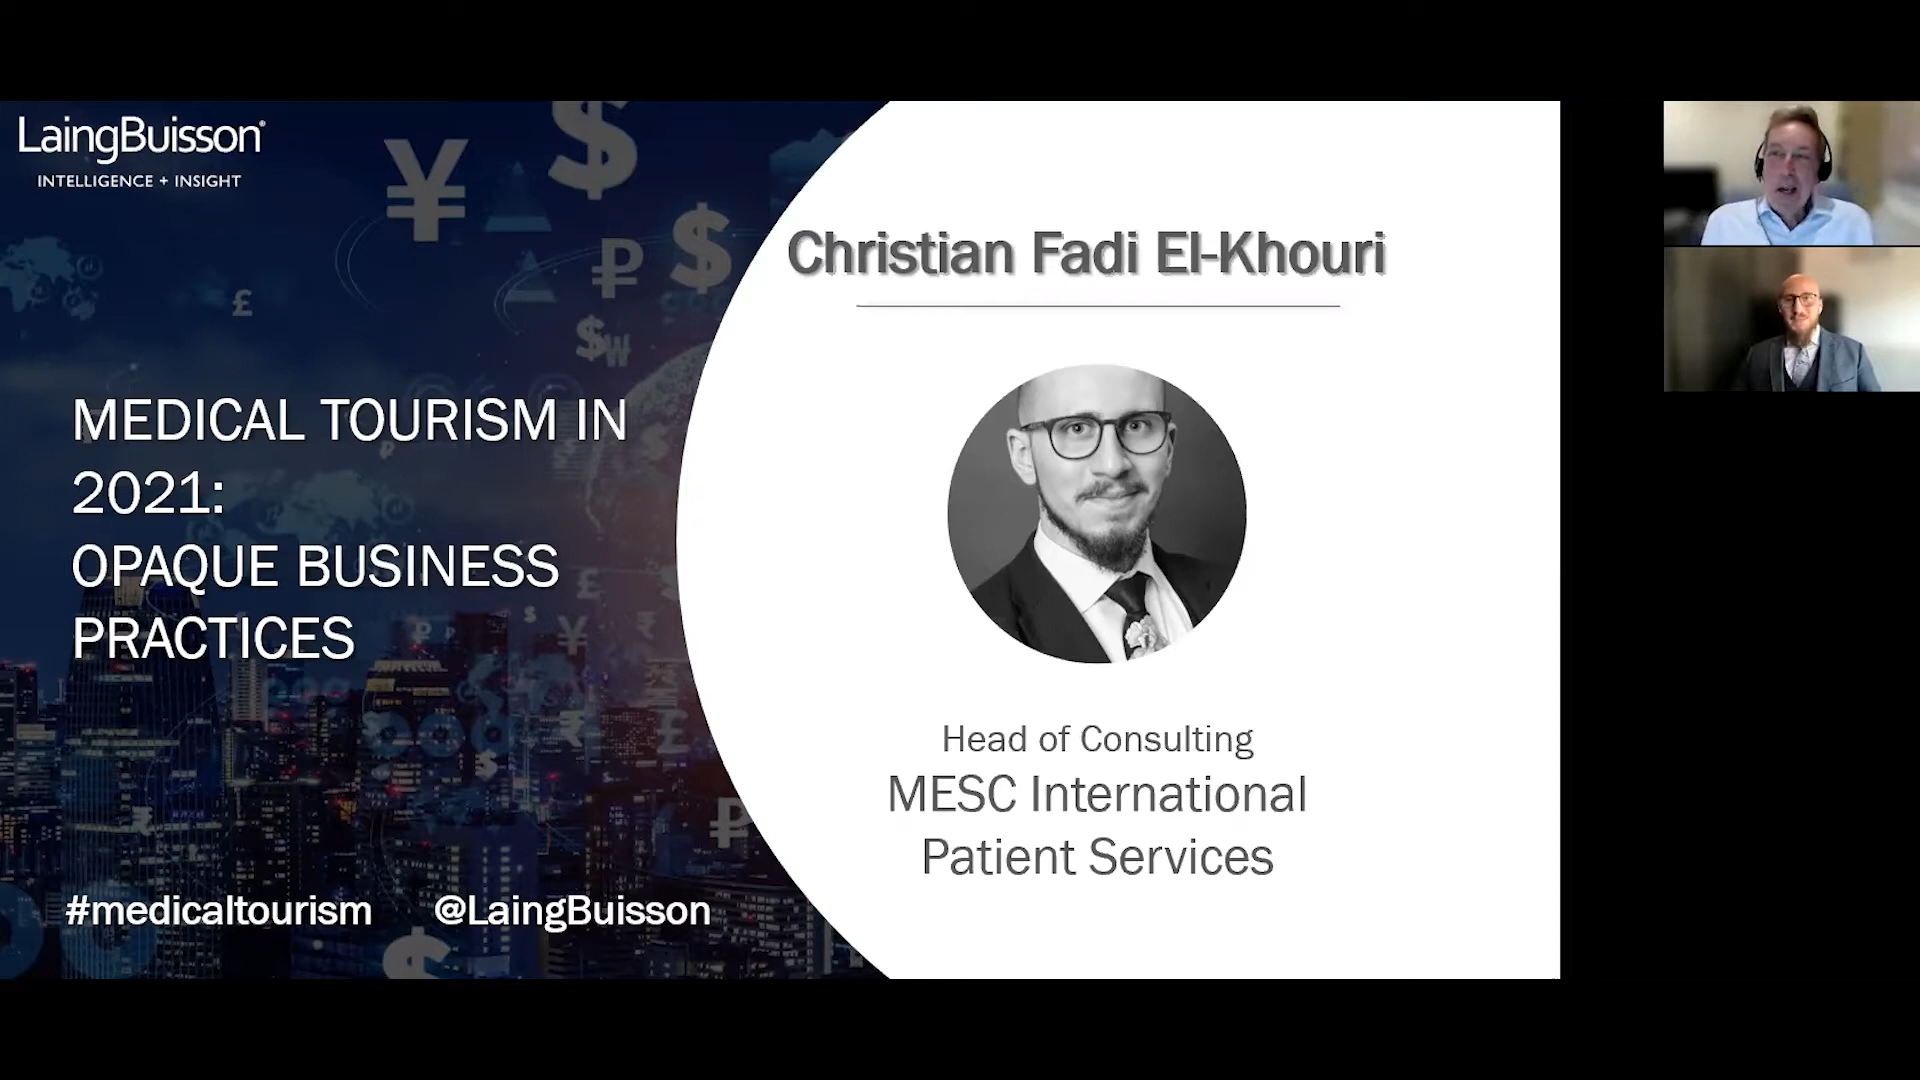 LaingBuisson®
INTELLIGENCE + INSIGHT
MEDICAL TOURISM IN
2021:
OPAQUE BUSINESS
PRACTICES
#medicaltourism @LaingBuisson
Christian Fadi El-Khouri
Head of Consulting
MESC International
Patient Services